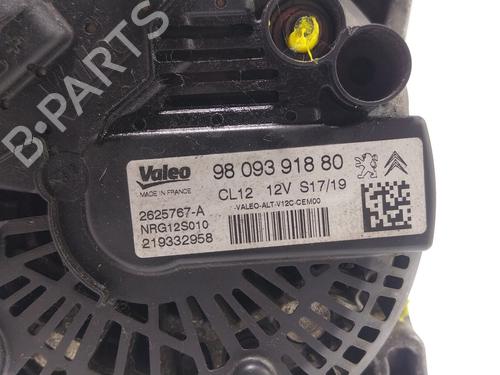 B-PARTS
Valeo
MADE IN FRANCE
98 093 918 80
CL12 12V S17/19
VALEO-ALT-V12C-CEM00
2625767-A
NRG12S010
219332958